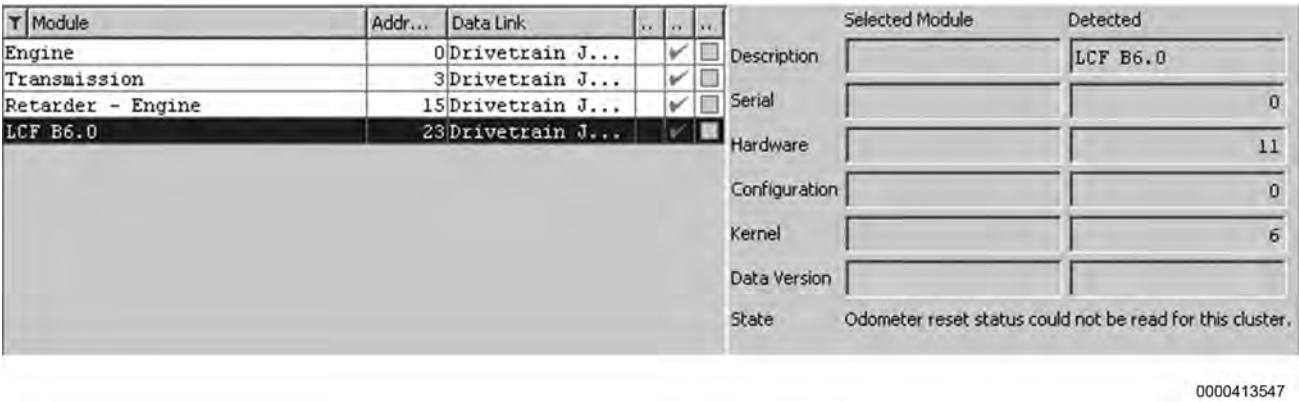 Module Addr... Data Link .. .. ..
Engine 0 Drivetrain J...
Transmission 3 Drivetrain J...
Retarder - Engine 15 Drivetrain J...
LCF B6.0 23 Drivetrain J...
Selected Module Detected
Description LCF B6.0
Serial 0
Hardware 11
Configuration 0
Kernel 6
Data Version
State Odometer reset status could not be read for this cluster.
0000413547